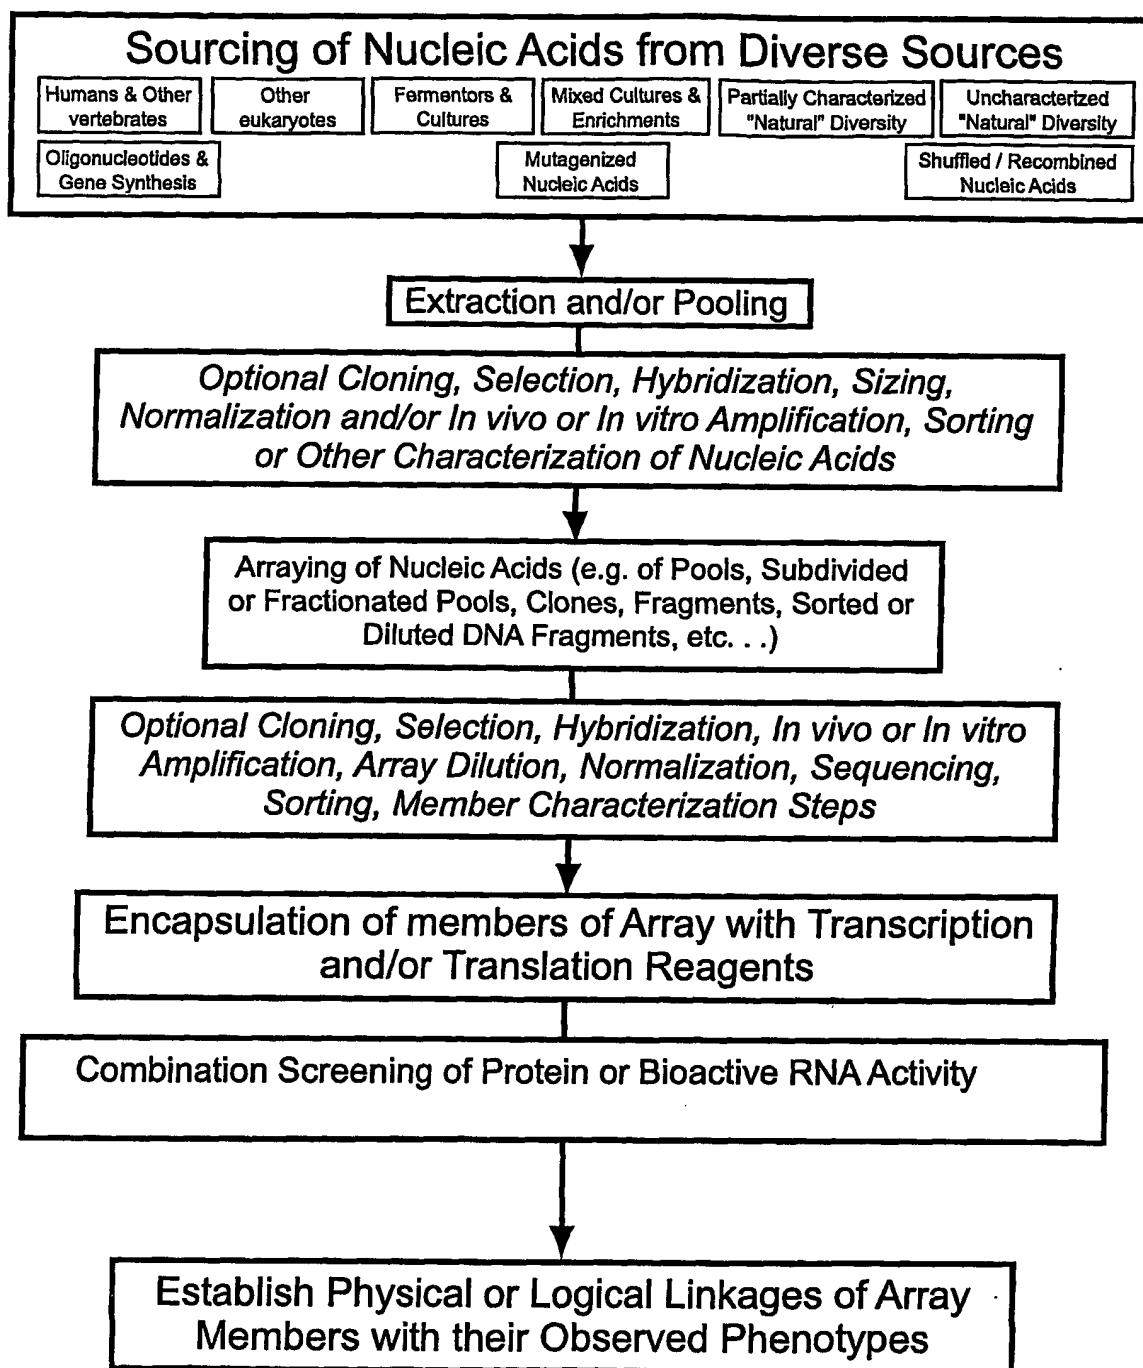 Sourcing of Nucleic Acids from Diverse Sources
Humans & Other
vertebrates
Other
eukaryotes
Fermentors &
Cultures
Mixed Cultures &
Enrichments
Partially Characterized
"Natural" Diversity
Uncharacterized
"Natural" Diversity
Oligonucleotides &
Gene Synthesis
Mutagenized
Nucleic Acids
Shuffled / Recombined
Nucleic Acids
Extraction and/or Pooling
Optional Cloning, Selection, Hybridization, Sizing,
Normalization and/or In vivo or In vitro Amplification, Sorting
or Other Characterization of Nucleic Acids
Arraying of Nucleic Acids (e.g. of Pools, Subdivided
or Fractionated Pools, Clones, Fragments, Sorted or
Diluted DNA Fragments, etc. . .)
Optional Cloning, Selection, Hybridization, In vivo or In vitro
Amplification, Array Dilution, Normalization, Sequencing,
Sorting, Member Characterization Steps
Encapsulation of members of Array with Transcription
and/or Translation Reagents
Combination Screening of Protein or Bioactive RNA Activity
Establish Physical or Logical Linkages of Array
Members with their Observed Phenotypes